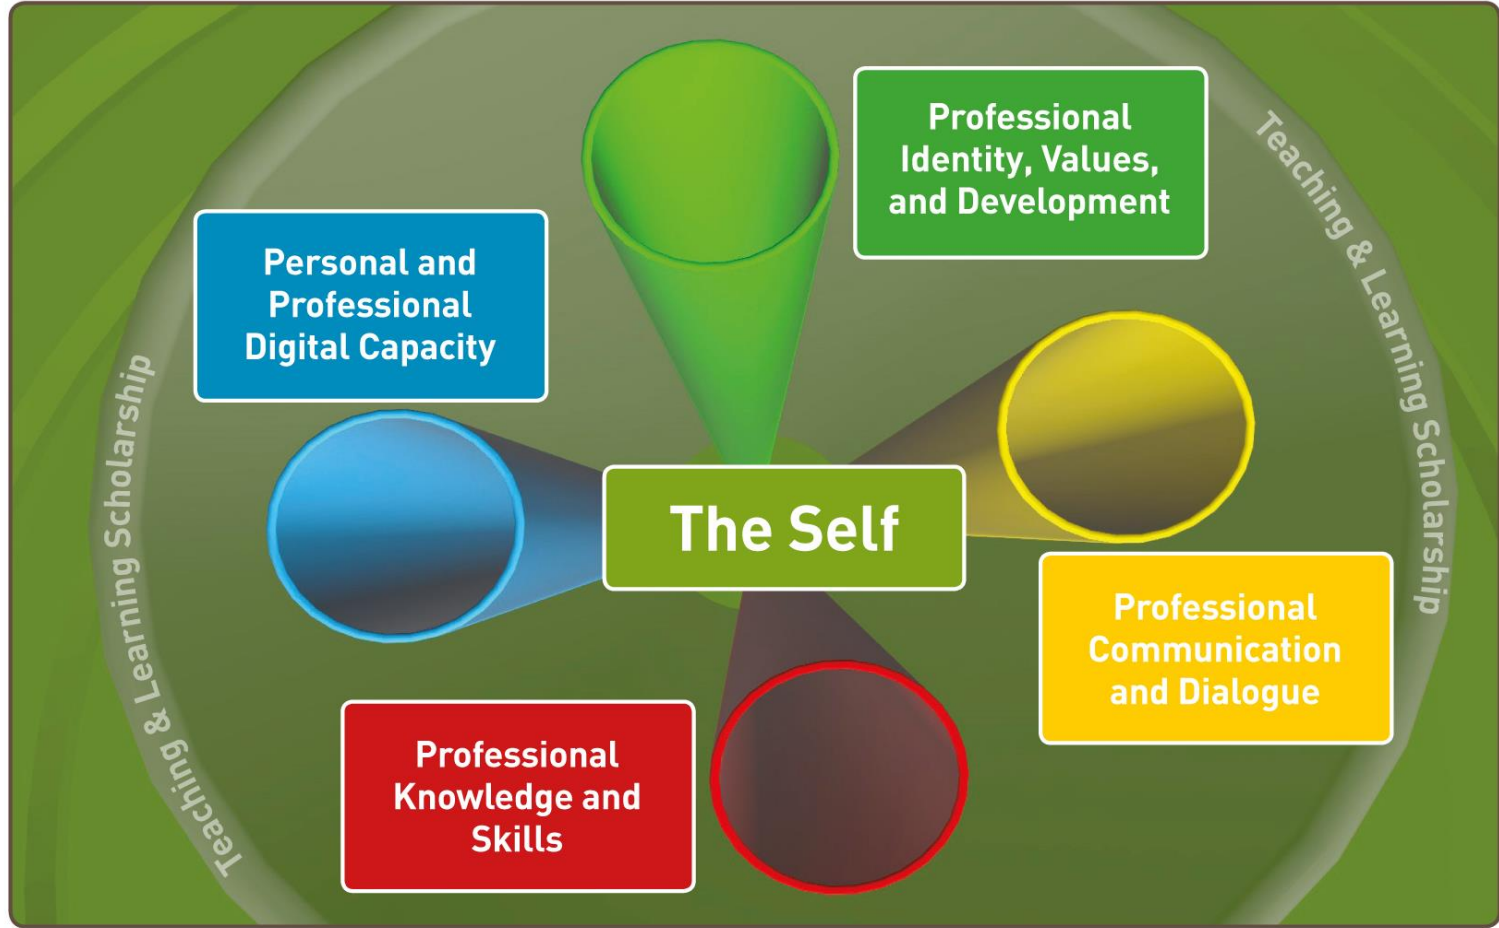 Professional
Identity, Values,
and Development
Personal and
Professional
Digital Capacity
The Self
Professional
Communication
and Dialogue
Professional
Knowledge and
Skills
Teaching & Learning Scholarship
Teaching & Learning Scholarship